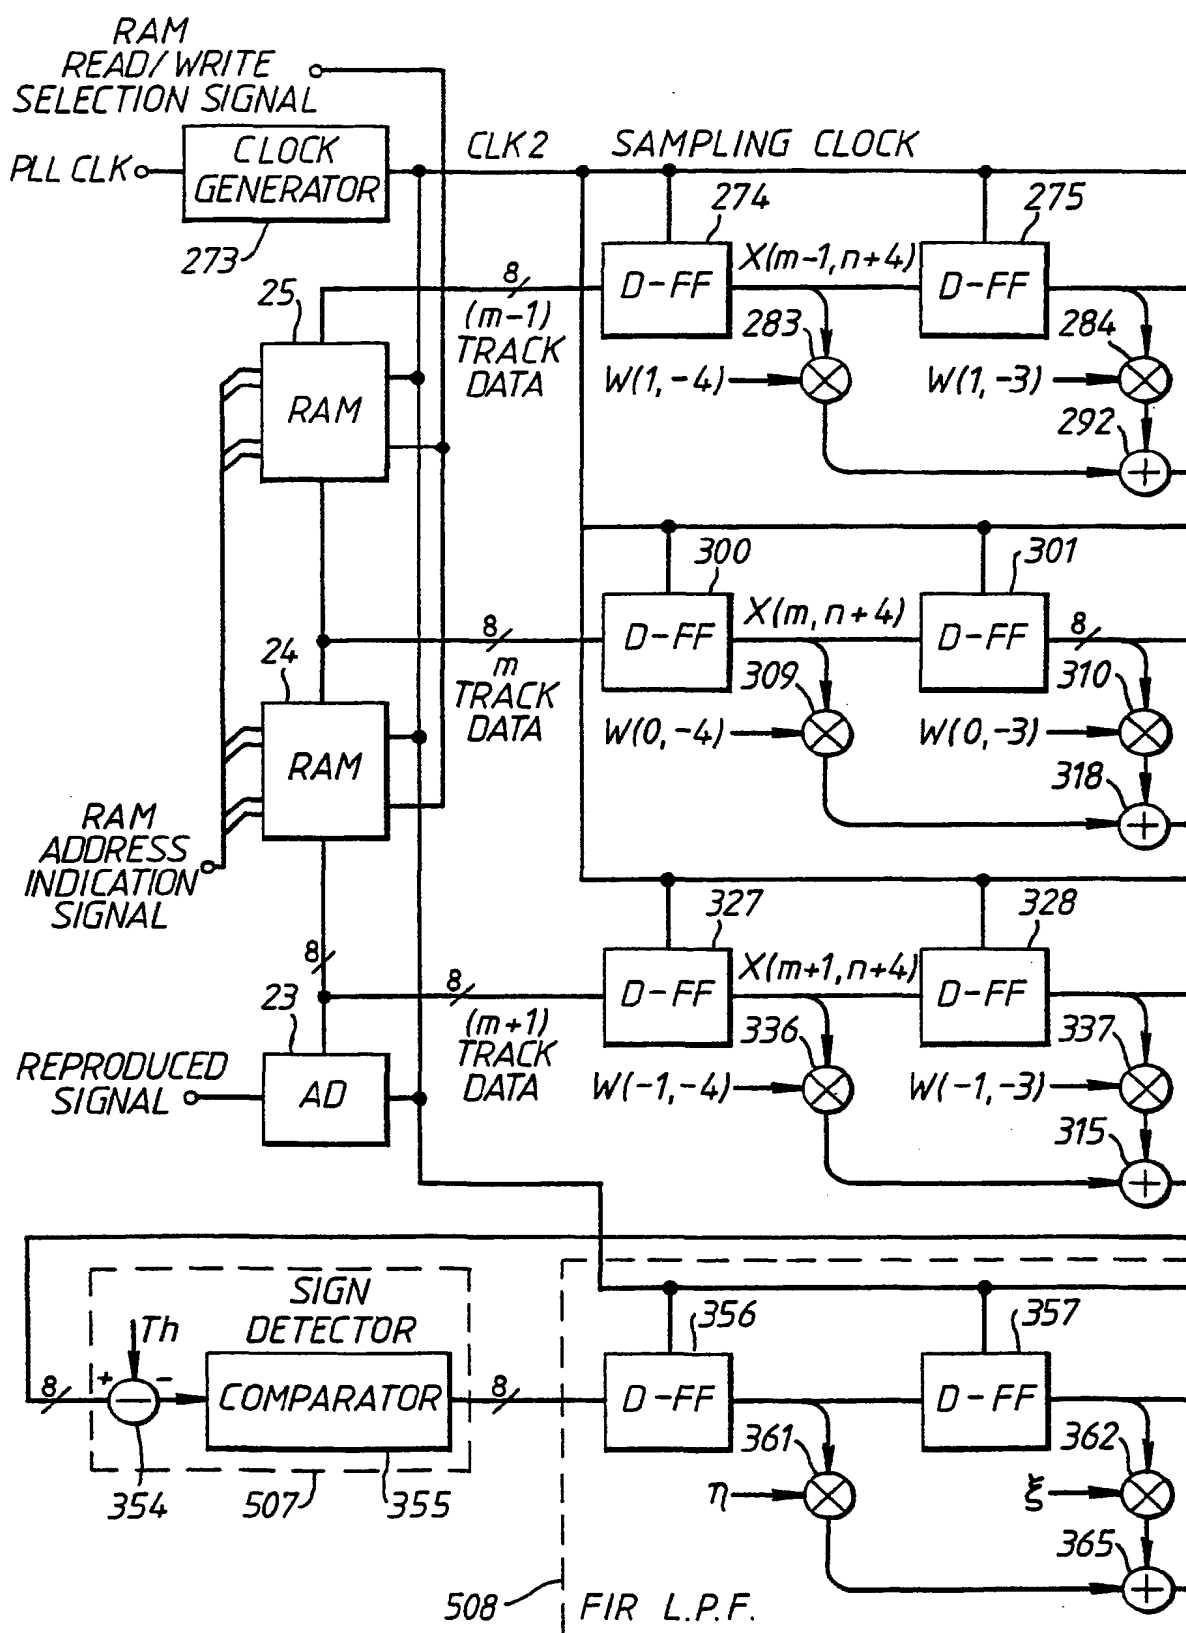 RAM
READ/WRITE
SELECTION SIGNAL
PLL CLK
CLOCK
GENERATOR
273
CLK2 SAMPLING CLOCK
274
275
25
8
(m-1)
TRACK
DATA
D-FF
X(m-1, n+4)
D-FF
283
284
RAM
W(1, -4)
W(1, -3)
292
300
301
24
8
m
TRACK
DATA
D-FF
X(m, n+4)
D-FF
8
309
310
RAM
W(0, -4)
W(0, -3)
318
RAM
ADDRESS
INDICATION
SIGNAL
327
328
8
23
8
(m+1)
TRACK
DATA
D-FF
X(m+1, n+4)
D-FF
336
337
REPRODUCED
SIGNAL
AD
W(-1, -4)
W(-1, -3)
315
SIGN
DETECTOR
Th
356
357
8
+
-
COMPARATOR
8
D-FF
D-FF
361
362
354
507
355
η
ξ
365
508
FIR L.P.F.